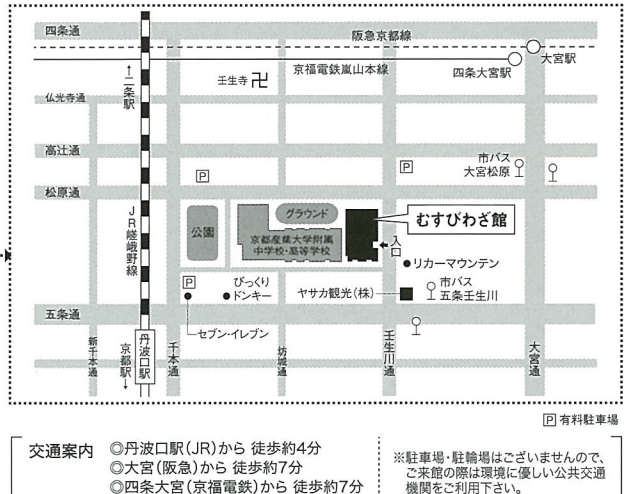 四条通
阪急京都線
大宮駅
京福電鉄嵐山本線
四条大宮駅
↑二条駅
壬生寺 卍
仏光寺通
高辻通
P
P
市バス
大宮松原
松原通
JR嵯峨野線
公園
グラウンド
京都産業大学附属
中学校・高等学校
むすびわざ館
←入口
●リカーマウンテン
P
びっくり
●ドンキー
ヤサカ観光(株)
市バス
五条壬生川
五条通
●セブン-イレブン
新千本通
京都駅↓
丹波口駅
千本通
坊城通
壬生川通
大宮通
P 有料駐車場
交通案内
◎丹波口駅(JR)から 徒歩約4分
◎大宮(阪急)から 徒歩約7分
◎四条大宮(京福電鉄)から 徒歩約7分
※駐車場・駐輪場はございませんので、
ご来館の際は環境に優しい公共交通
機関をご利用下さい。